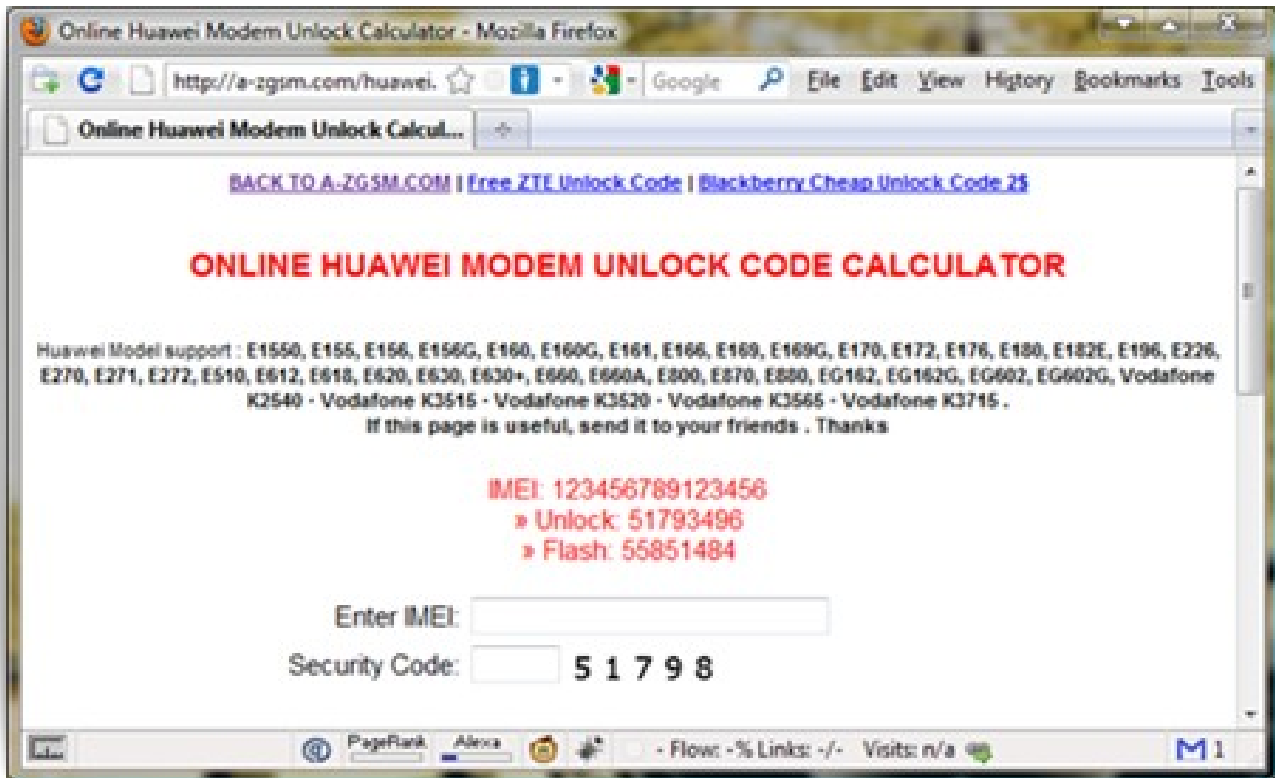 Online Huawei Modem Unlock Calculator - Mozilla Firefox
http://a-zgsm.com/huawei. Google File Edit View History Bookmarks Tools
Online Huawei Modem Unlock Calcul...
BACK TO A-ZGSM.COM | Free ZTE Unlock Code | Blackberry Cheap Unlock Code 2$
ONLINE HUAWEI MODEM UNLOCK CODE CALCULATOR
Huawei Model support : E1550, E155, E156, E156G, E160, E160G, E161, E166, E169, E169G, E170, E172, E176, E180, E182E, E196, E226,
E270, E271, E272, E510, E612, E618, E620, E630, E630+, E660, E660A, E800, E870, E880, EG162, EG162G, EG602, EG602G, Vodafone
K2540 - Vodafone K3515 - Vodafone K3520 - Vodafone K3565 - Vodafone K3715 .
If this page is useful, send it to your friends . Thanks
IMEI: 123456789123456
» Unlock: 51793496
» Flash: 55851484
Enter IMEI:
Security Code: 5 1 7 9 8
PageRank Alexa - Flow: -% Links: -/- Visits: n/a 1